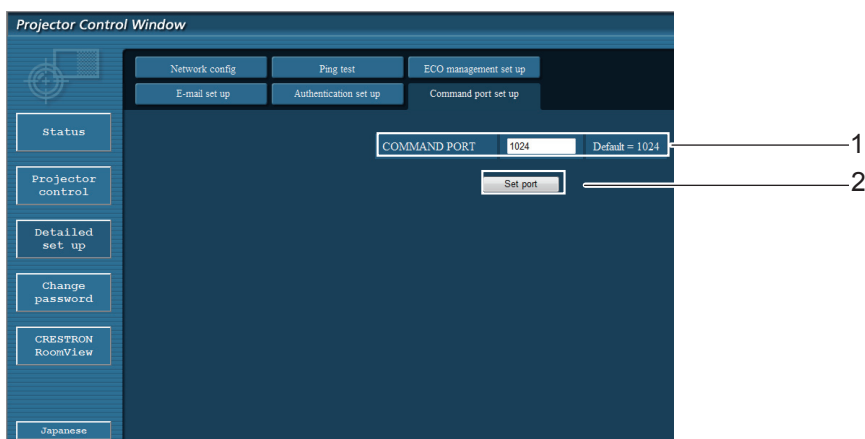 Projector Control Window
Network config Ping test ECO management set up
E-mail set up Authentication set up Command port set up
Status
COMMAND PORT 1024 Default = 1024 1
Set port 2
Projector
control
Detailed
set up
Change
password
CRESTRON
RoomView
Japanese